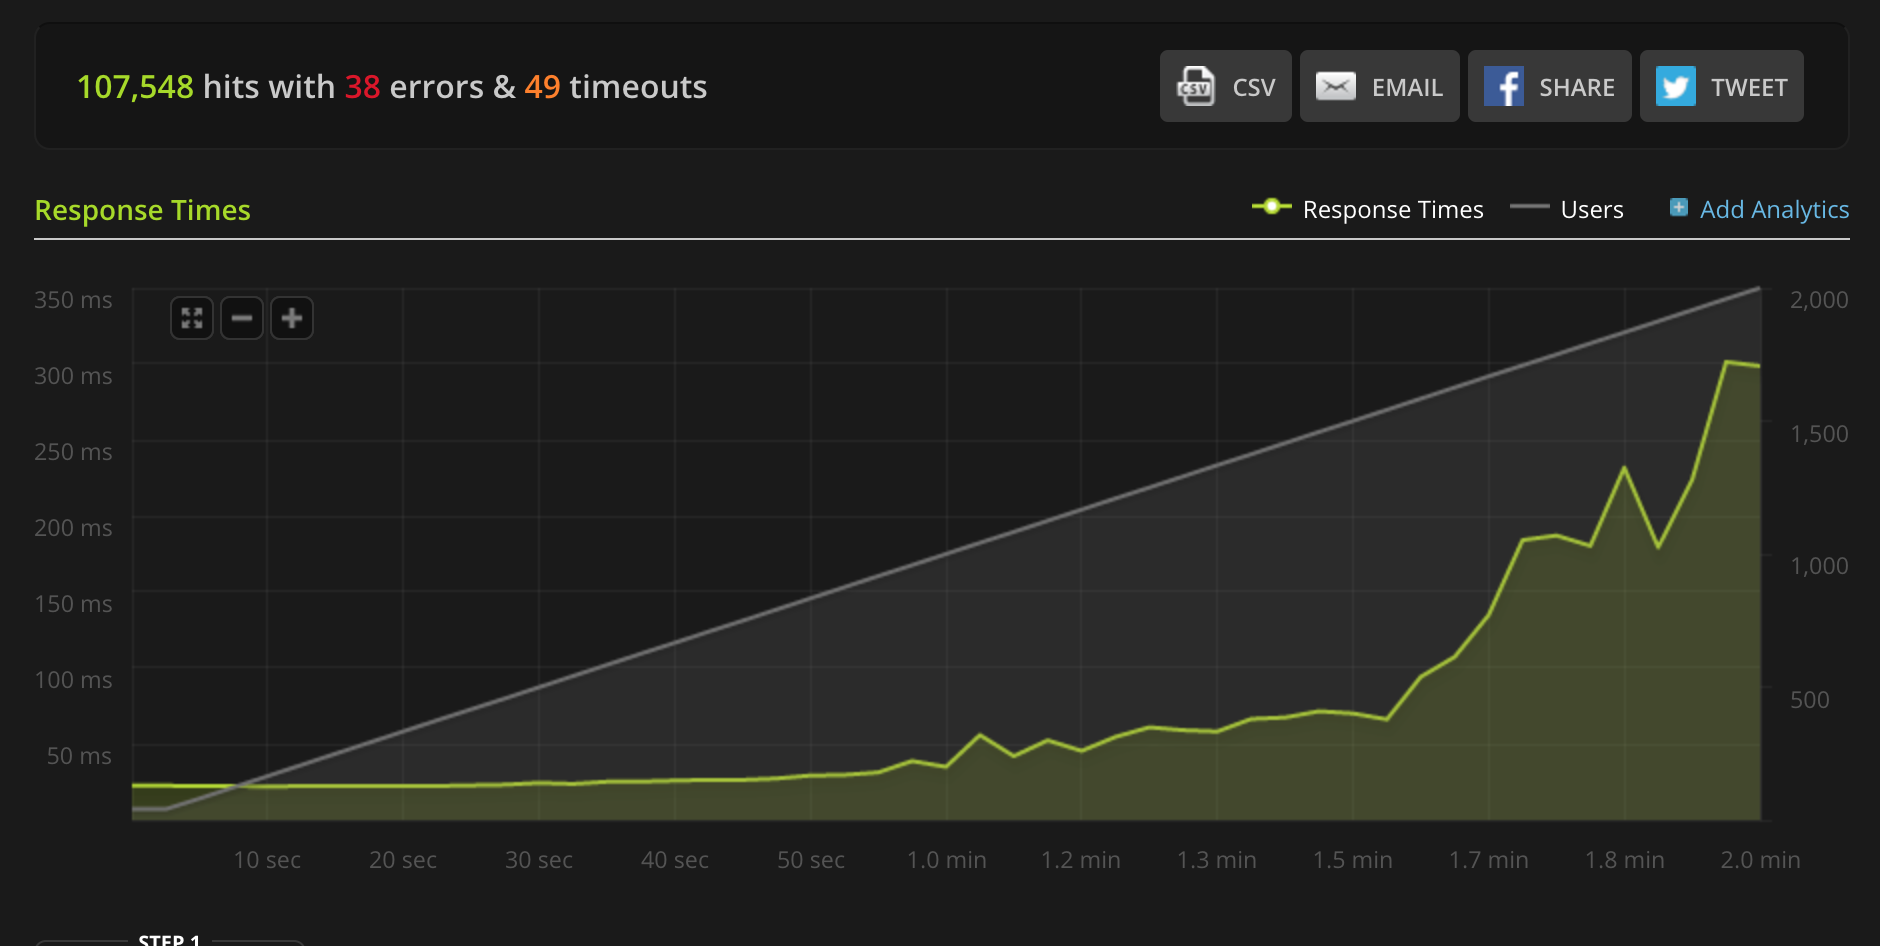 107,548 hits with 38 errors & 49 timeouts
CSV CSV
EMAIL
f SHARE
TWEET
Response Times
Response Times
Users
Add Analytics
350 ms
300 ms
250 ms
200 ms
150 ms
100 ms
50 ms
2,000
1,500
1,000
500
10 sec 20 sec 30 sec 40 sec 50 sec 1.0 min 1.2 min 1.3 min 1.5 min 1.7 min 1.8 min 2.0 min
STEP 1